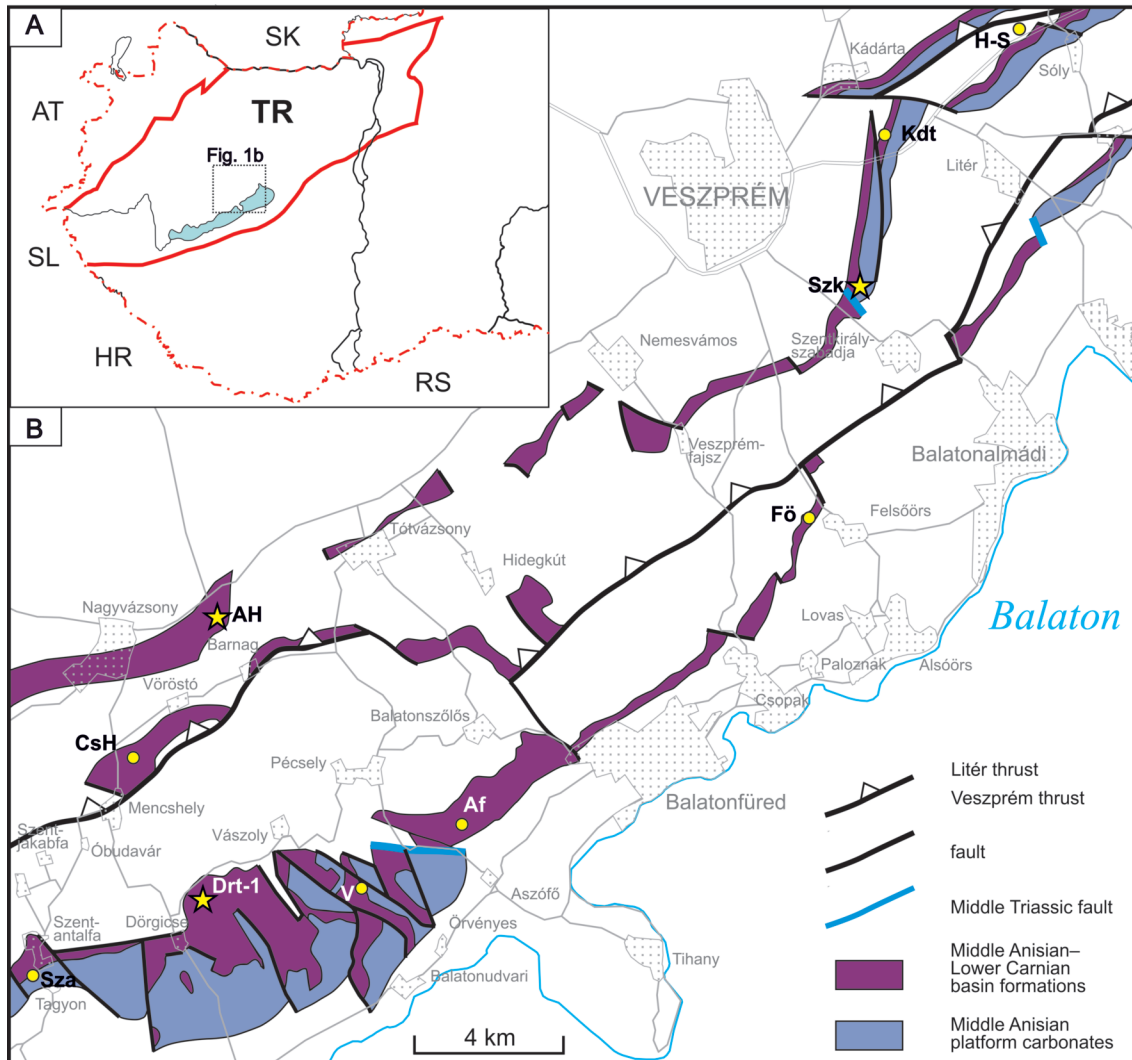 A
SK
AT
TR
Fig. 1b
SL
HR
RS
B
Kádárta
H-S
Sóly
Kdt
Litér
VESZPRÉM
Szk
Szentkirály-
szabadja
Nemesvámos
Veszprém-
fajsz
Balatonalmádi
Tótvázsony
Fö
Felsőörs
Hidegkút
Nagyvázsony
AH
Barnag
Lovas
Balaton
Vöröstó
Paloznák
Alsóörs
Csopak
CsH
Balatonszőlős
Pécsely
Mencshely
Af
Balatonfüred
Szent-
jakabfa
Óbudavár
Vászoly
Drt-1
V
Aszófő
Szent-
antalfa
Dörgicse
Örvényes
Sza
Tagyon
Balatonudvari
Tihany
4 km
Litér thrust
Veszprém thrust
fault
Middle Triassic fault
Middle Anisian–
Lower Carnian
basin formations
Middle Anisian
platform carbonates